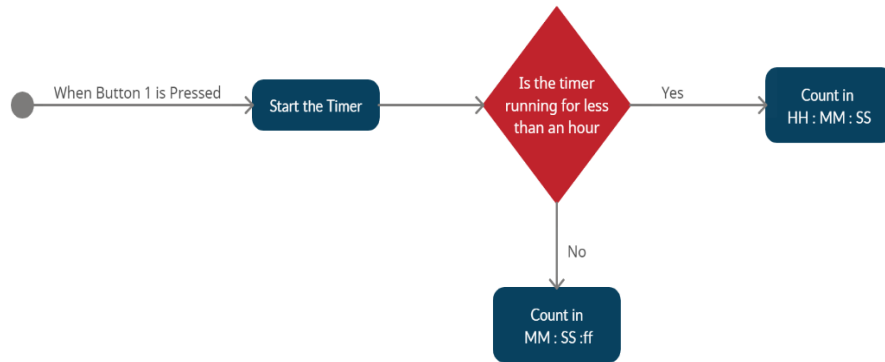 When Button 1 is Pressed
Start the Timer
Is the timer
running for less
than an hour
Yes
Count in
HH : MM : SS
No
Count in
MM : SS :ff